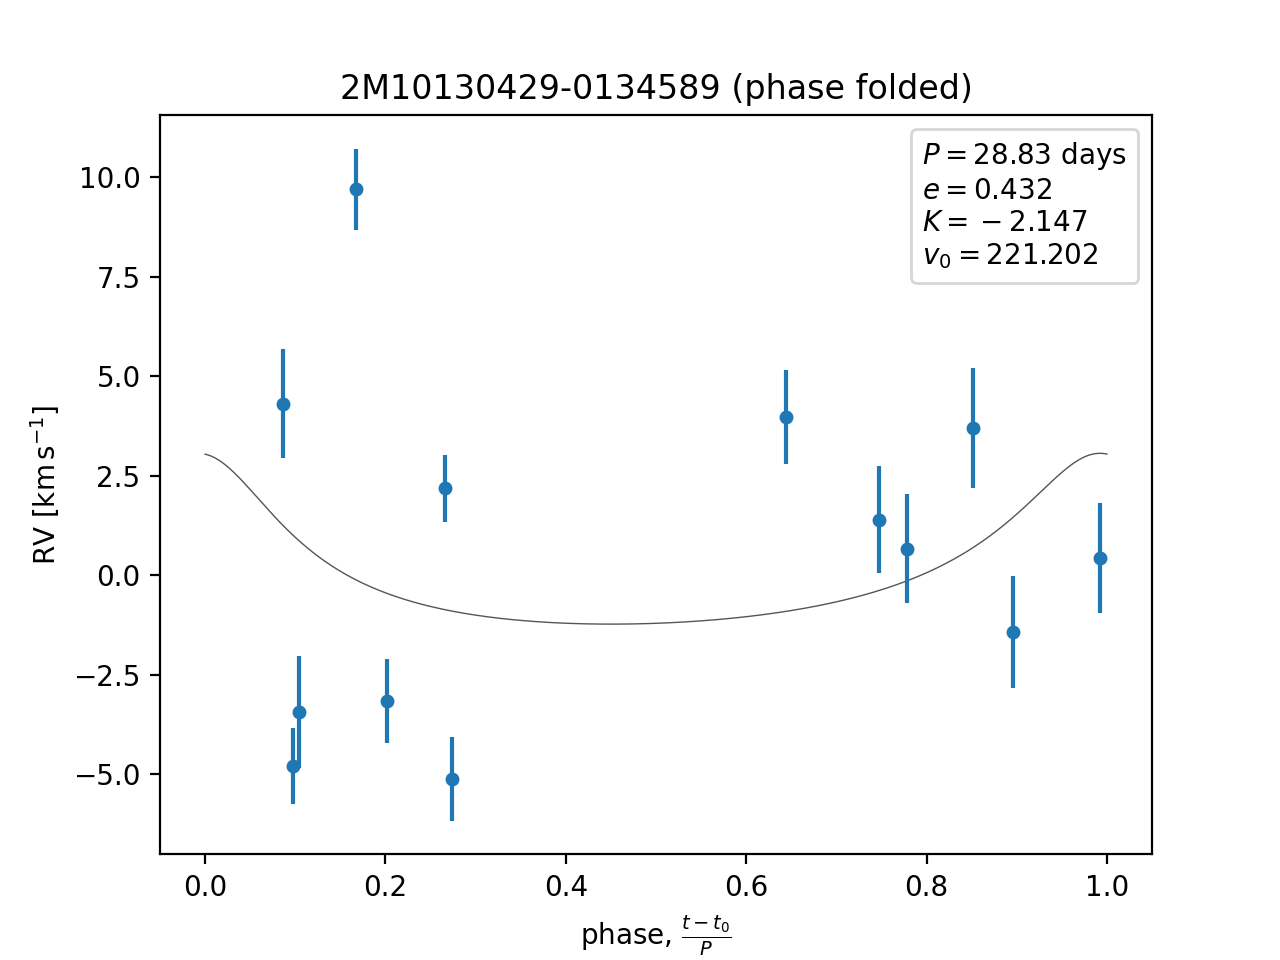 2M10130429-0134589 (phase folded)
P = 28.83 days
e = 0.432
K = −2.147
v₀ = 221.202
10.0
7.5
5.0
2.5
0.0
−2.5
−5.0
RV [km s⁻¹]
0.0 0.2 0.4 0.6 0.8 1.0
phase, (t − t₀)/P